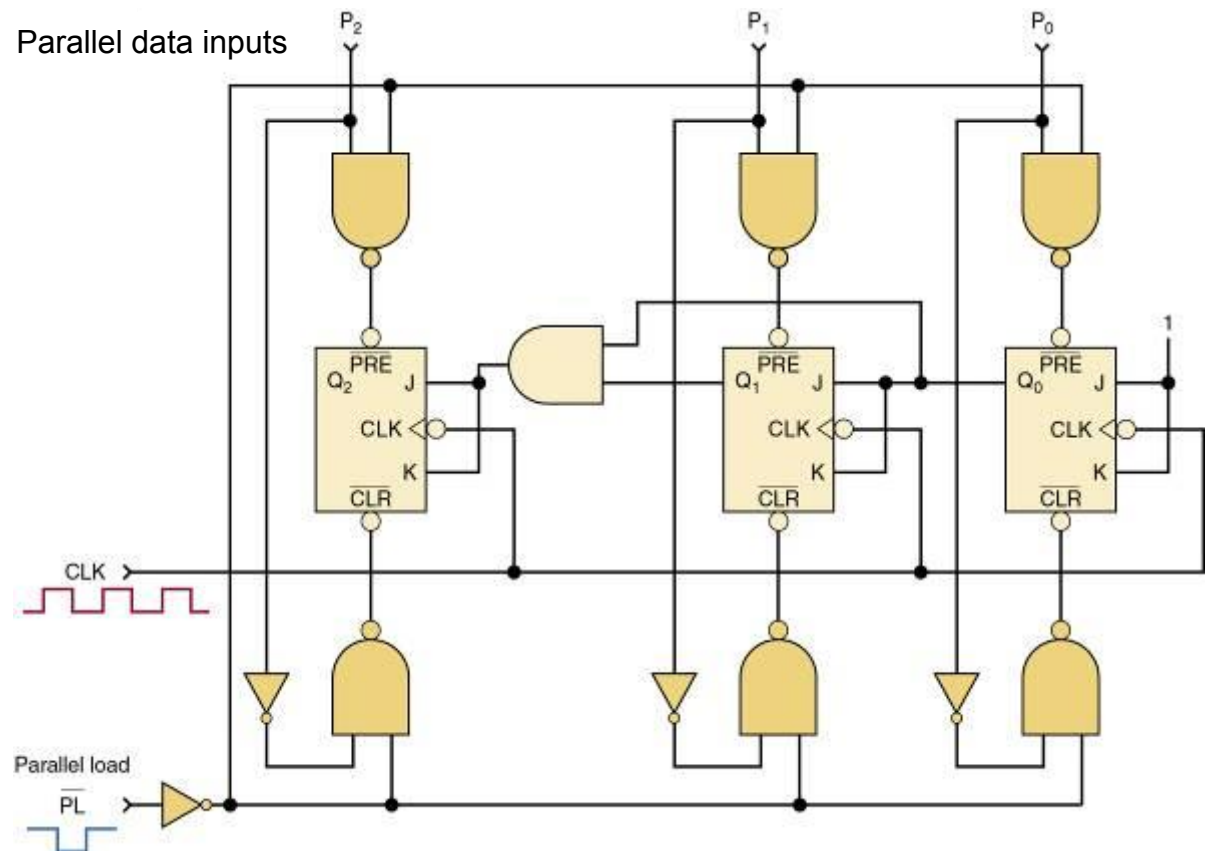 P₂
P₁
P₀
Parallel data inputs
1
PRE
Q₂
J
CLK
K
CLR
PRE
Q₁
J
CLK
K
CLR
PRE
Q₀
J
CLK
K
CLR
CLK
Parallel load
PL